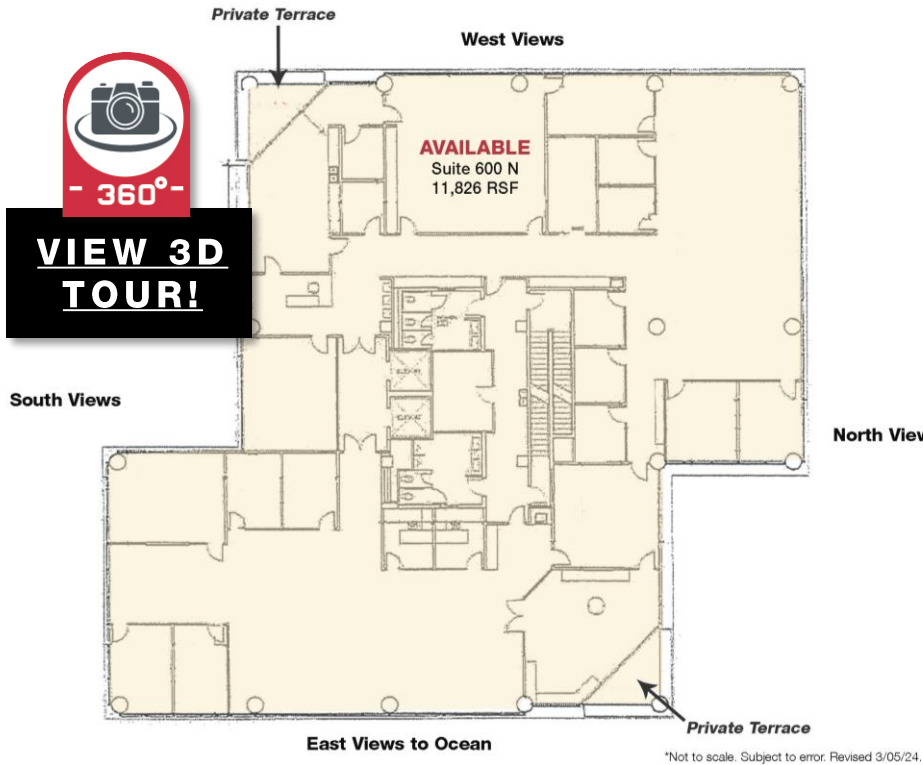 Private Terrace
West Views
360°
VIEW 3D
TOUR!
AVAILABLE
Suite 600 N
11,826 RSF
South Views
North View
Private Terrace
East Views to Ocean
*Not to scale. Subject to error. Revised 3/05/24.